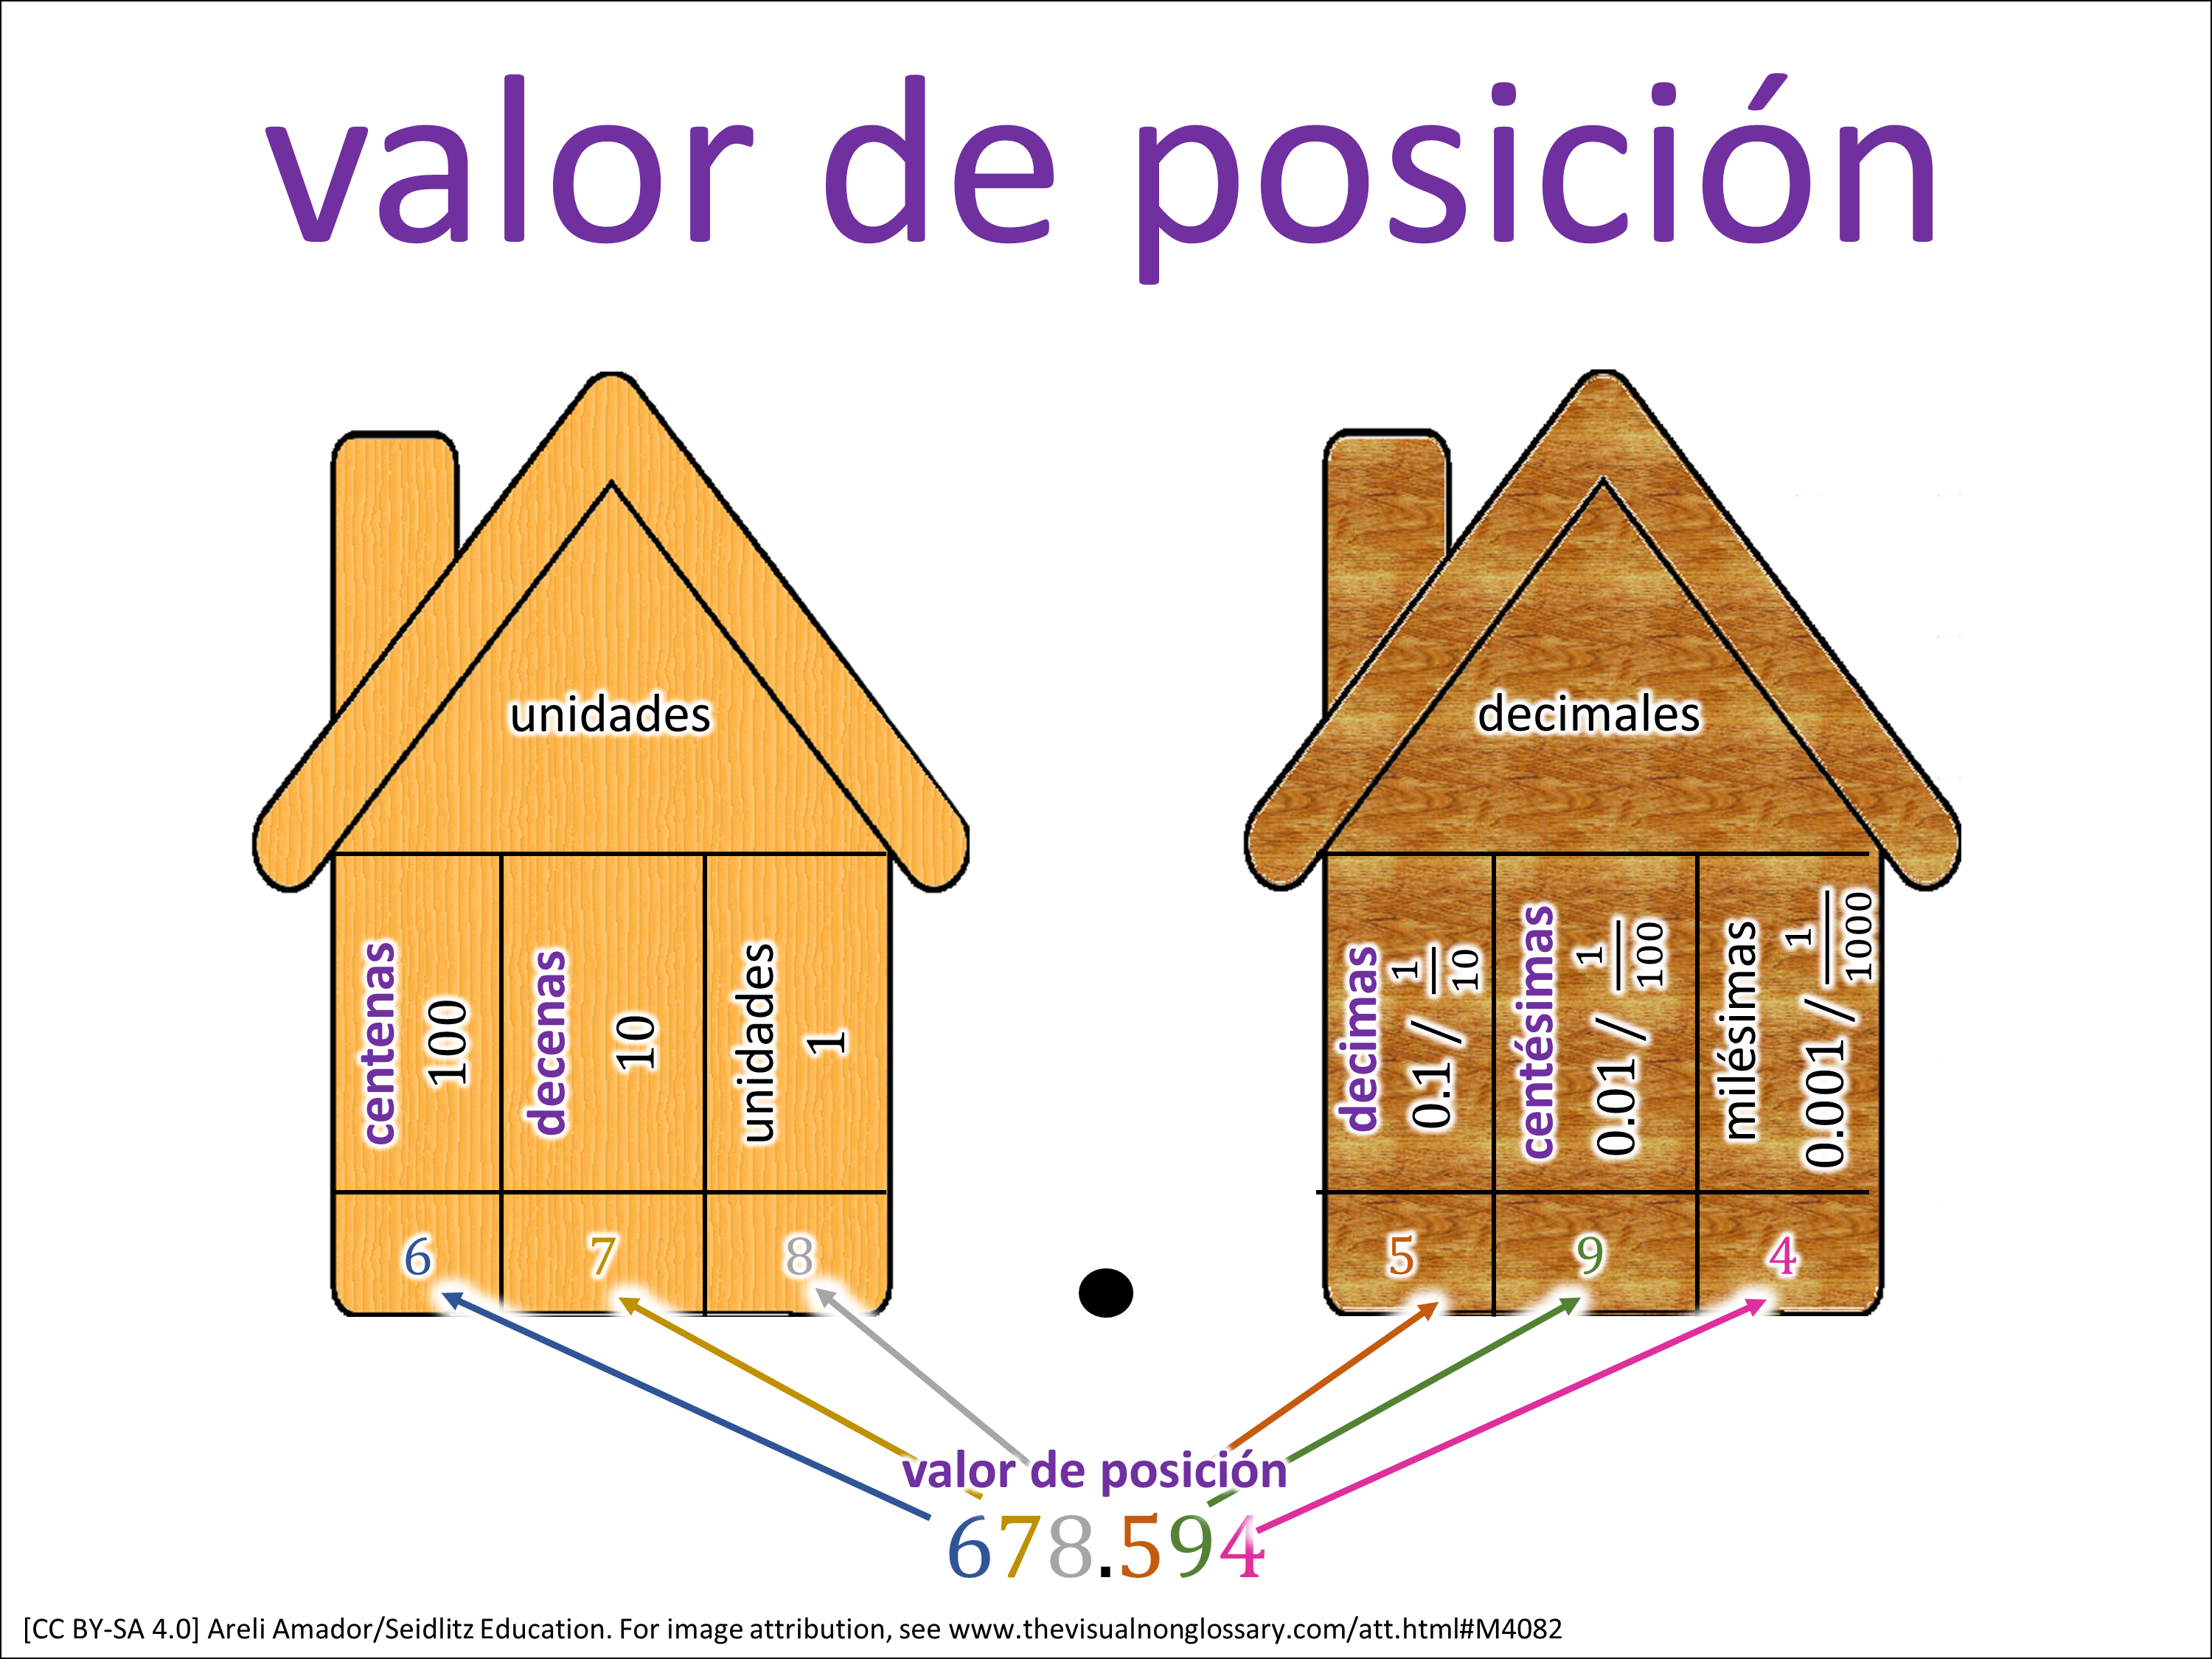 valor de posición
unidades
decimales
centenas
100
decenas
10
unidades
1
decimas
0.1 / 1/10
centésimas
0.01 / 1/100
milésimas
0.001 / 1/1000
6
7
8
.
5
9
4
valor de posición
678.594
[CC BY-SA 4.0] Areli Amador/Seidlitz Education. For image attribution, see www.thevisualnonglossary.com/att.html#M4082